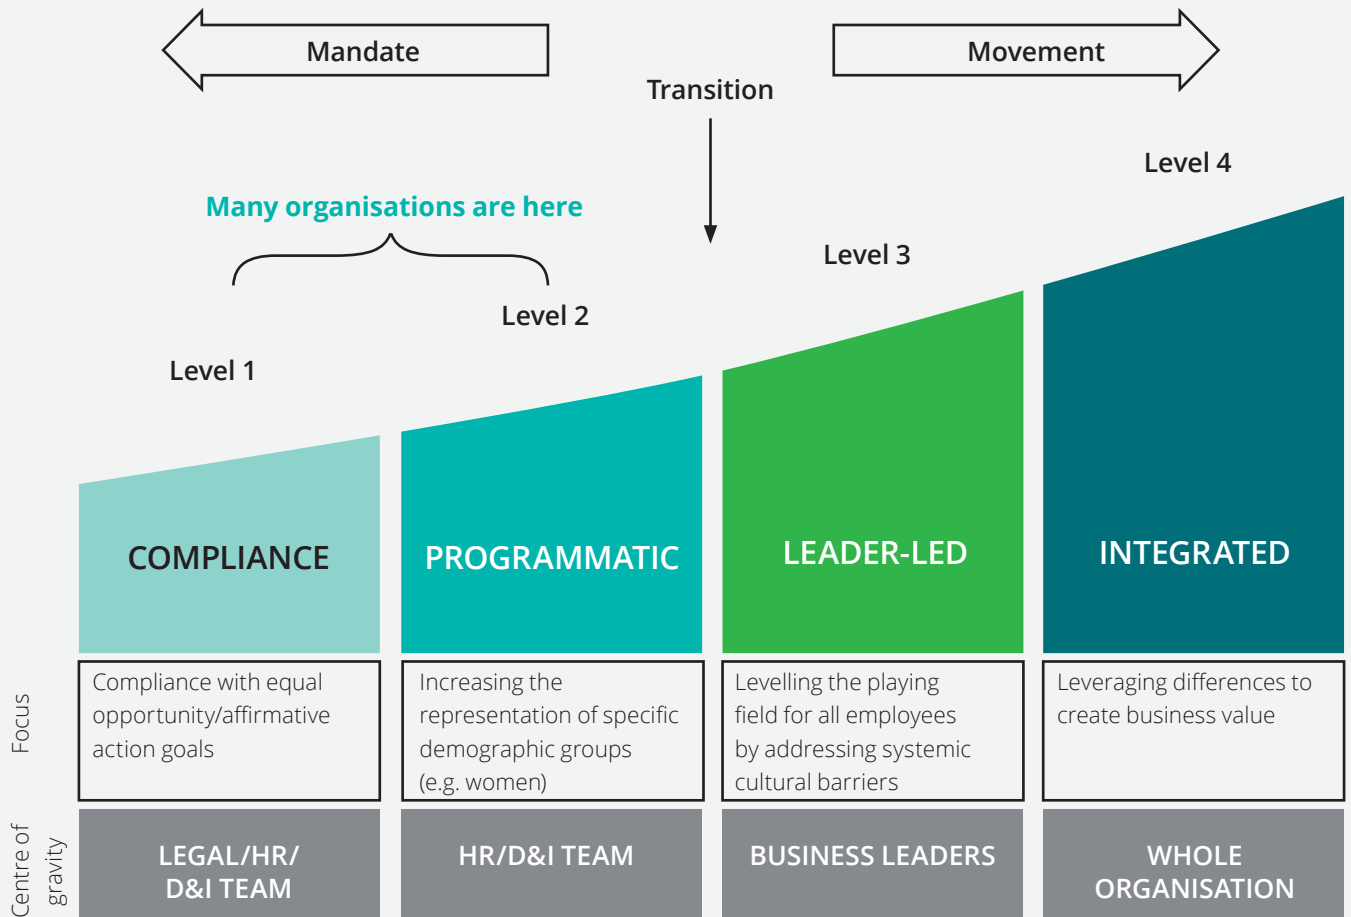 Mandate
Movement
Transition
Level 4
Many organisations are here
Level 3
Level 2
Level 1
COMPLIANCE
PROGRAMMATIC
LEADER-LED
INTEGRATED
Focus
Compliance with equal
opportunity/affirmative
action goals
Increasing the
representation of specific
demographic groups
(e.g. women)
Levelling the playing
field for all employees
by addressing systemic
cultural barriers
Leveraging differences to
create business value
Centre of
gravity
LEGAL/HR/
D&I TEAM
HR/D&I TEAM
BUSINESS LEADERS
WHOLE
ORGANISATION